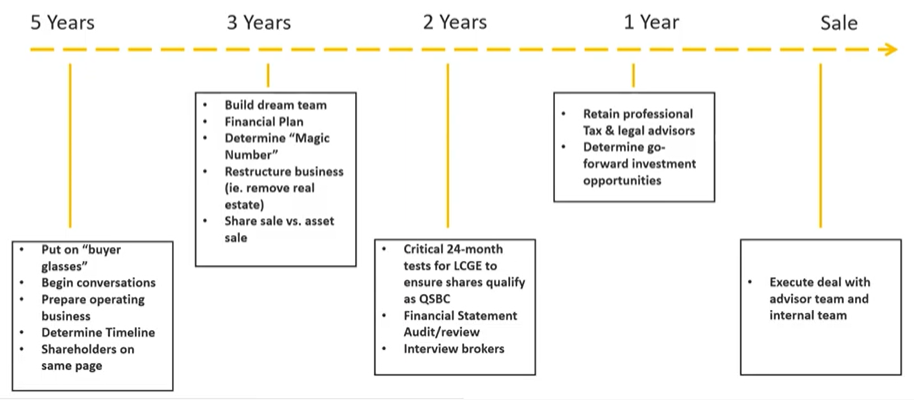 5 Years
3 Years
2 Years
1 Year
Sale
• Put on “buyer
glasses”
• Begin conversations
• Prepare operating
business
• Determine Timeline
• Shareholders on
same page
• Build dream team
• Financial Plan
• Determine “Magic
Number”
• Restructure business
(ie. remove real
estate)
• Share sale vs. asset
sale
• Critical 24-month
tests for LCGE to
ensure shares qualify
as QSBC
• Financial Statement
Audit/review
• Interview brokers
• Retain professional
Tax & legal advisors
• Determine go-
forward investment
opportunities
• Execute deal with
advisor team and
internal team